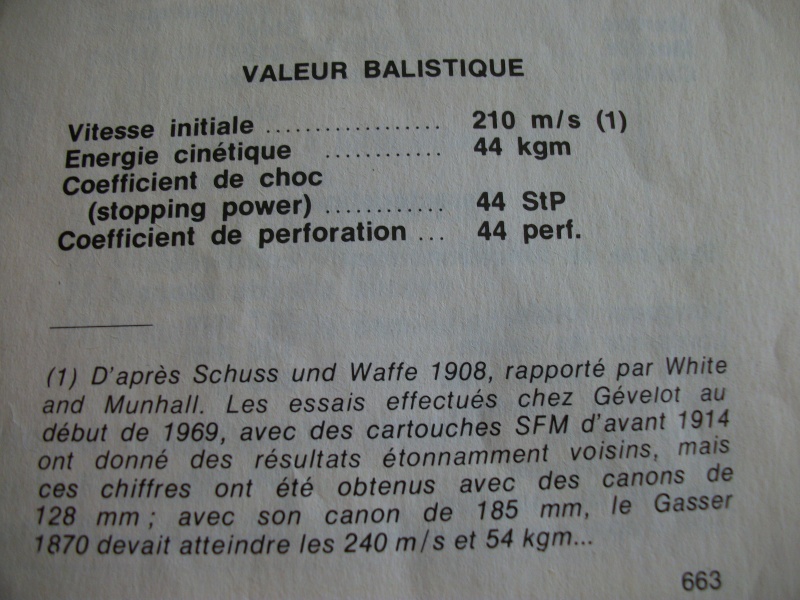 VALEUR BALISTIQUE
Vitesse initiale .................. 210 m/s (1)
Energie cinétique ............ 44 kgm
Coefficient de choc
(stopping power) ............ 44 StP
Coefficient de perforation ... 44 perf.
(1) D'après Schuss und Waffe 1908, rapporté par White
and Munhall. Les essais effectués chez Gévelot au
début de 1969, avec des cartouches SFM d'avant 1914
ont donné des résultats étonnamment voisins, mais
ces chiffres ont été obtenus avec des canons de
128 mm ; avec son canon de 185 mm, le Gasser
1870 devait atteindre les 240 m/s et 54 kgm...
663